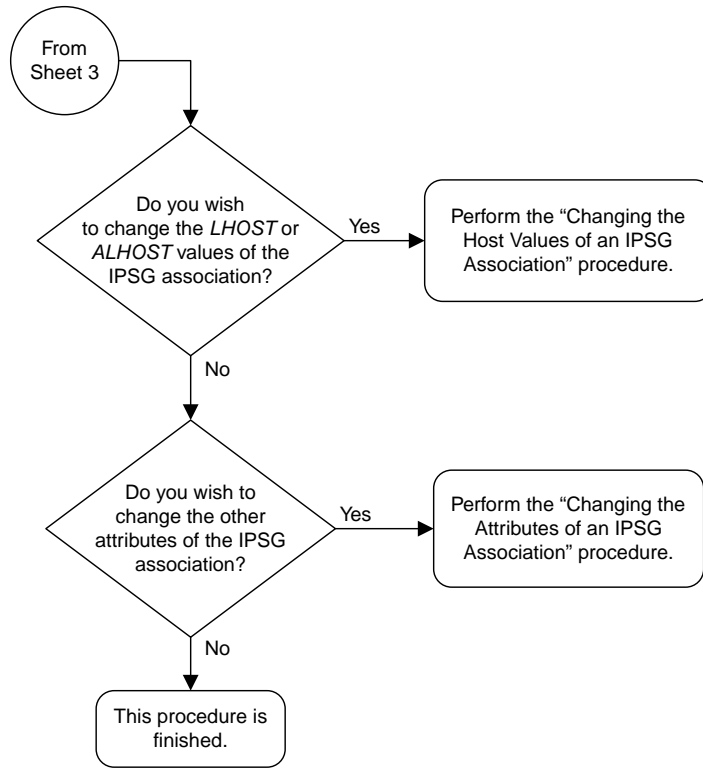 From
Sheet 3
Do you wish
to change the LHOST or
ALHOST values of the
IPSG association?
Yes
Perform the “Changing the
Host Values of an IPSG
Association” procedure.
No
Do you wish to
change the other
attributes of the IPSG
association?
Yes
Perform the “Changing the
Attributes of an IPSG
Association” procedure.
No
This procedure is
finished.